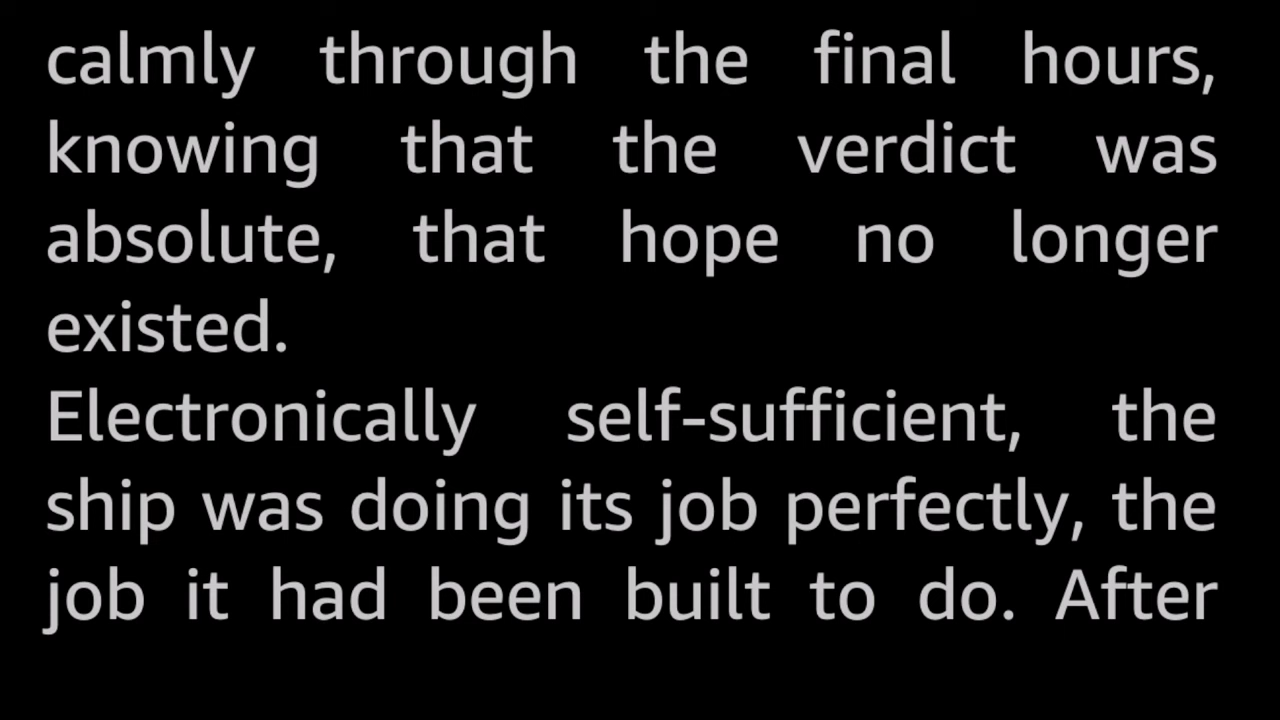 calmly through the final hours,
knowing that the verdict was
absolute, that hope no longer
existed.
Electronically self-sufficient, the
ship was doing its job perfectly, the
job it had been built to do. After